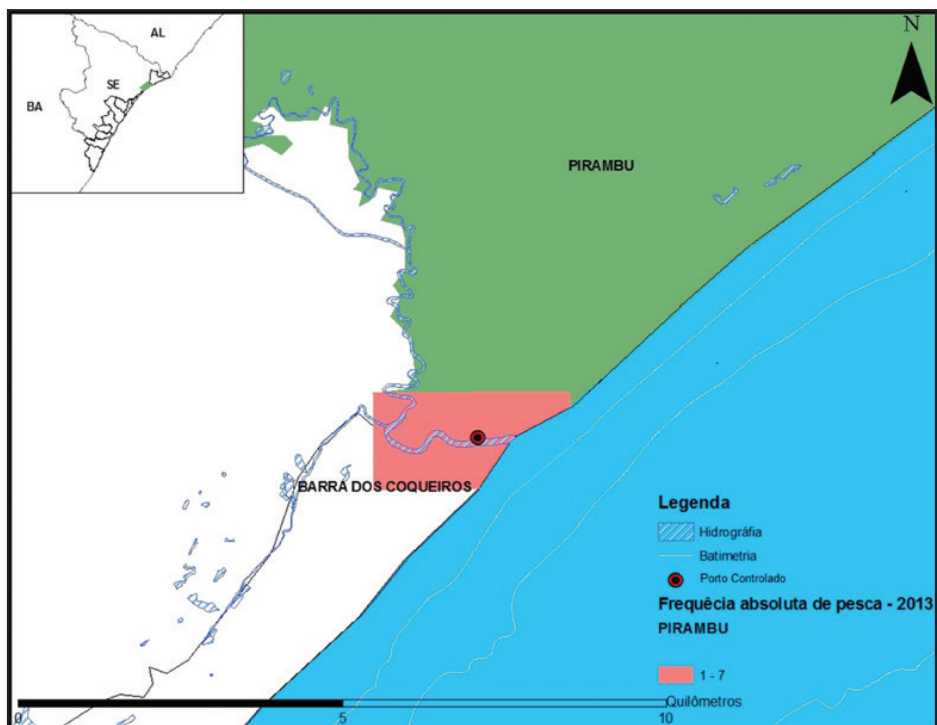 AL
SE
BA
N
PIRAMBU
BARRA DOS COQUEIROS
Legenda
Hidrográfia
Batimetria
Porto Controlado
Frequêcia absoluta de pesca - 2013
PIRAMBU
1 - 7
Quilômetros
0 5 10